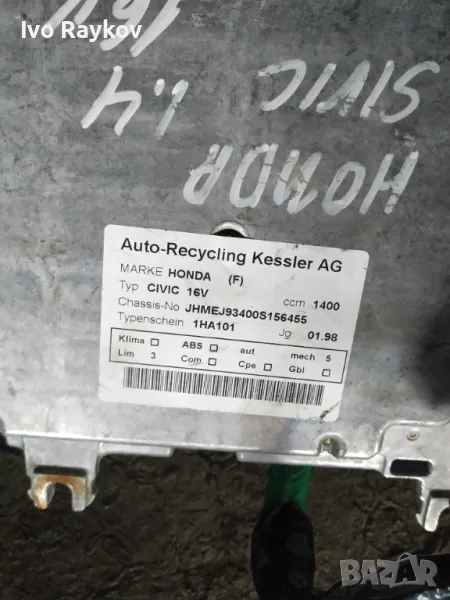 Ivo Raykov
16V
1.4
SIVIC
HONDA
Auto-Recycling Kessler AG
MARKE HONDA (F)
Typ CIVIC 16V ccm 1400
Chassis-No JHMEJ93400S156455
Typenschein 1HA101 Jg: 01.98
Klima ABS aut mech 5
Lim 3 Com Cpe Gbl
BAZAR